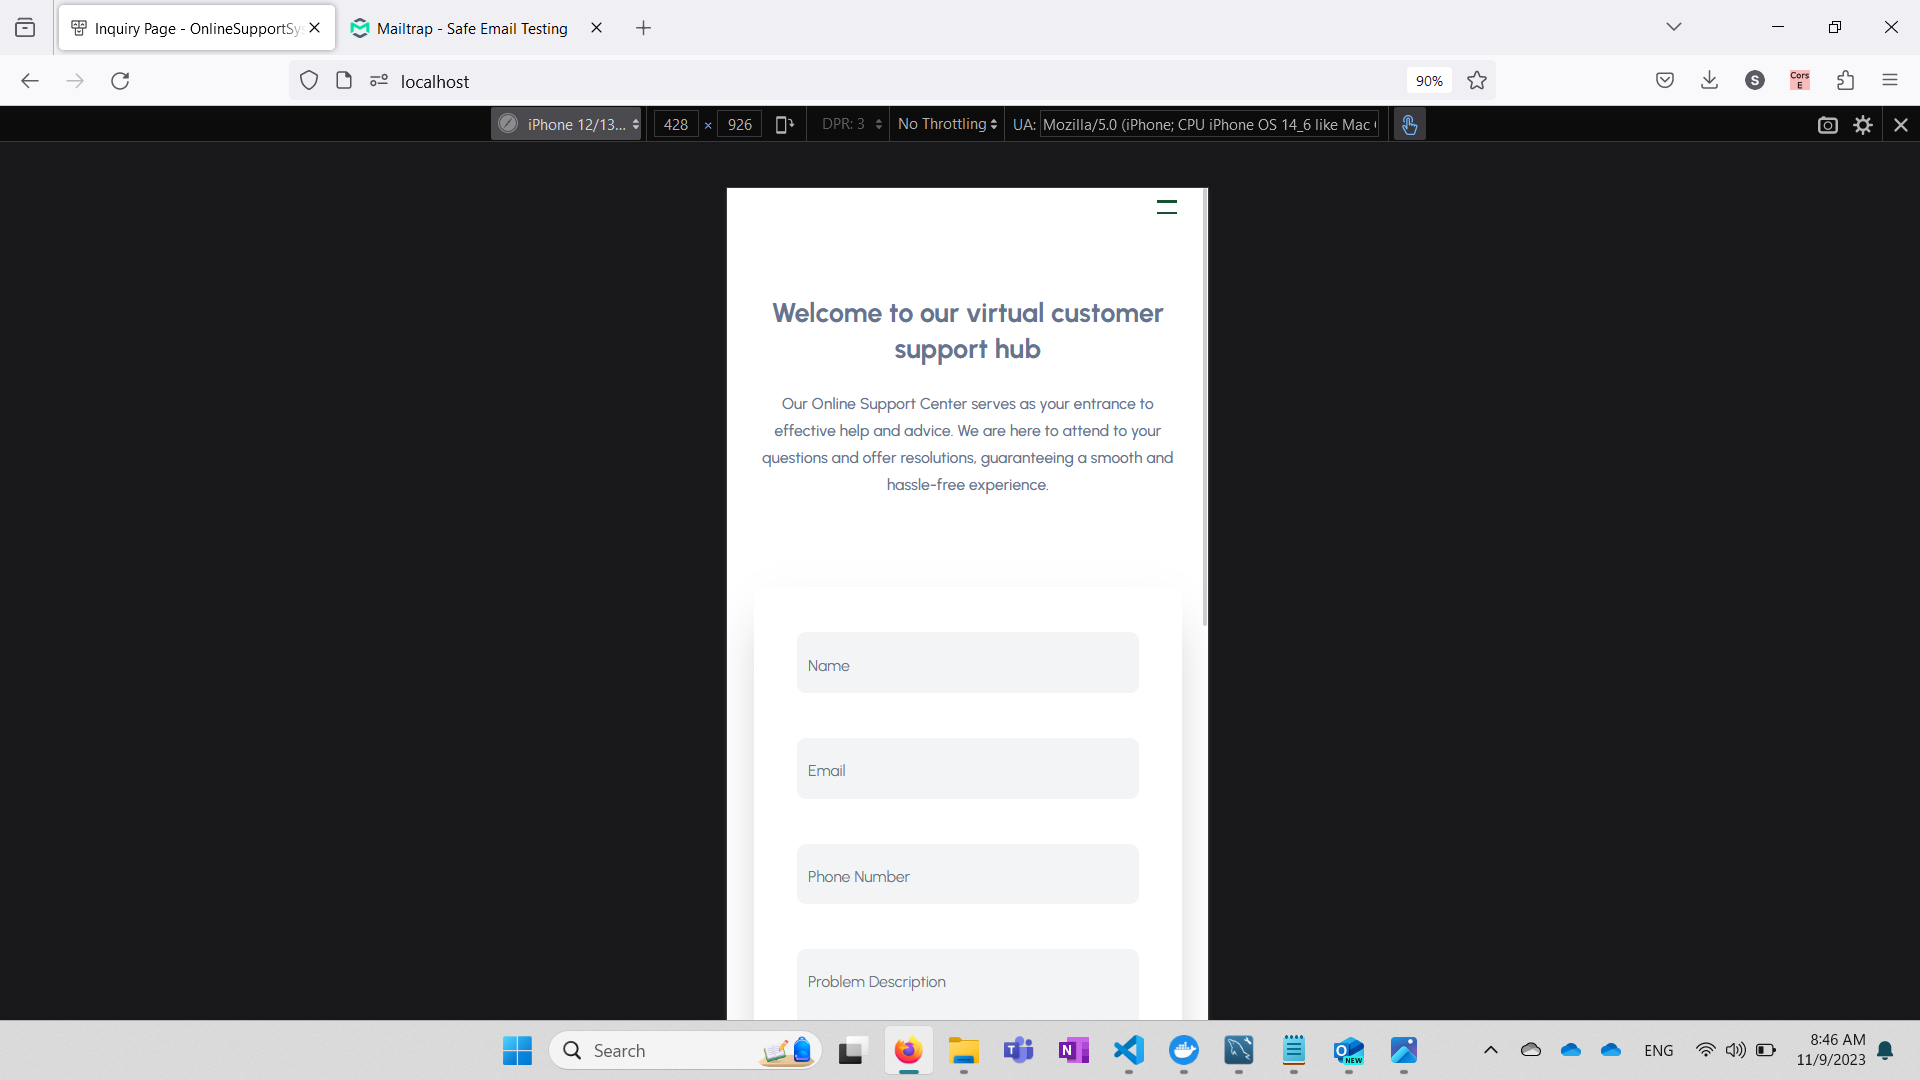 Inquiry Page - OnlineSupportSys
Mailtrap - Safe Email Testing
localhost
90%
S
Cors
E
iPhone 12/13...
428 × 926
DPR: 3
No Throttling
UA: Mozilla/5.0 (iPhone; CPU iPhone OS 14_6 like Mac
Welcome to our virtual customer
support hub
Our Online Support Center serves as your entrance to
effective help and advice. We are here to attend to your
questions and offer resolutions, guaranteeing a smooth and
hassle-free experience.
Name
Email
Phone Number
Problem Description
Search
NEW
ENG
8:46 AM
11/9/2023